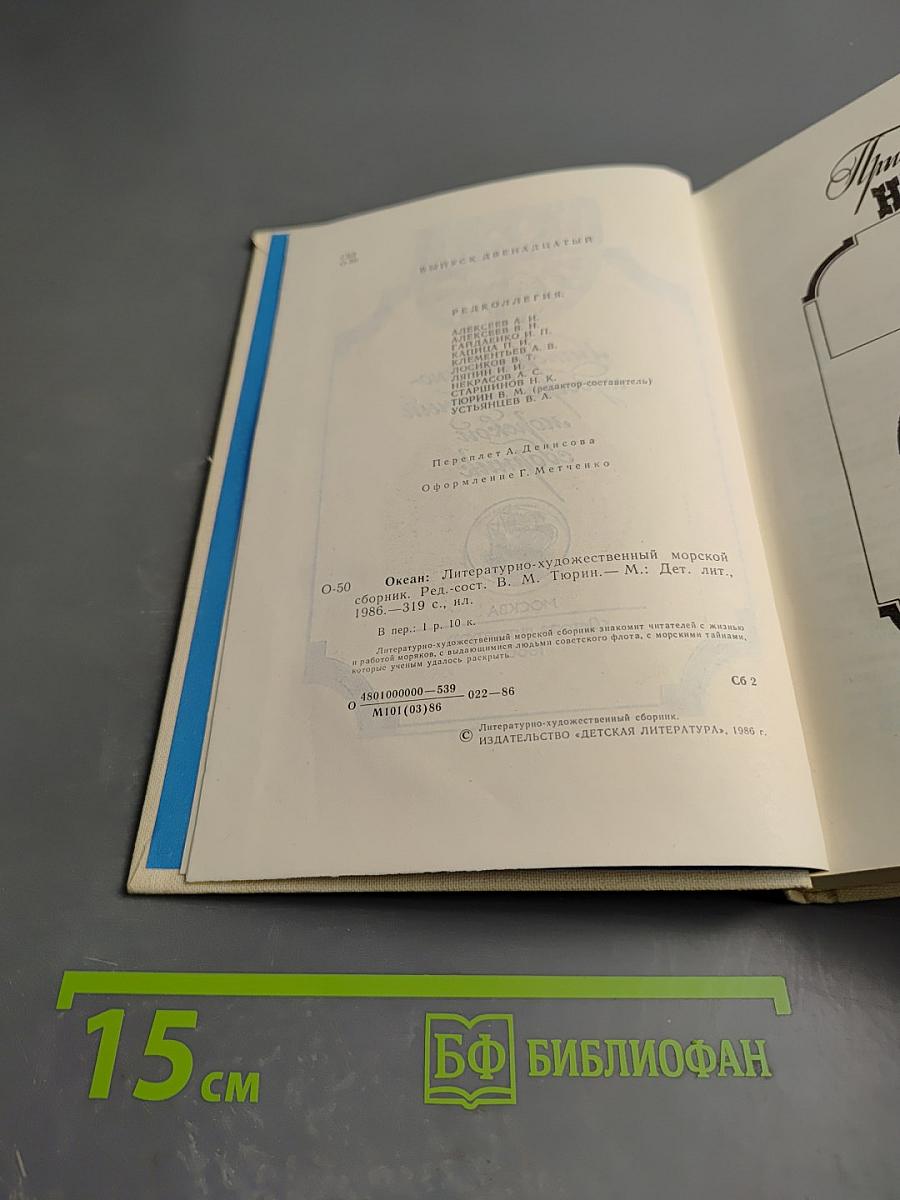 О-50
ВЫПУСК ДВЕНАДЦАТЫЙ
РЕДКОЛЛЕГИЯ:
АЛЕКСЕЕВ А. И.
АЛЕКСЕЕВ В. Н.
ГАЙДАЕНКО И. П.
КАПИЦА П. И.
КЛЕМЕНТЬЕВ А. В.
ЛОСИКОВ В. Т.
ЛЯПИН И. И.
НЕКРАСОВ А. С.
СТАРШИНОВ Н. К.
ТЮРИН В. М. (редактор-составитель)
УСТЬЯНЦЕВ В. А.
Переплет А. Денисова
Оформление Г. Метченко
О-50 Океан: Литературно-художественный морской
сборник. Ред.-сост. В. М. Тюрин.— М.: Дет. лит.,
1986.—319 с., ил.
В пер.: 1 р. 10 к.
Литературно-художественный морской сборник знакомит читателей с жизнью
и работой моряков, с выдающимися людьми советского флота, с морскими тайнами,
которые ученым удалось раскрыть.
О 4801000000—539 022—86
М101(03)86
Сб 2
© Литературно-художественный сборник.
ИЗДАТЕЛЬСТВО «ДЕТСКАЯ ЛИТЕРАТУРА», 1986 г.
15 см
БФ БИБЛИОФАН